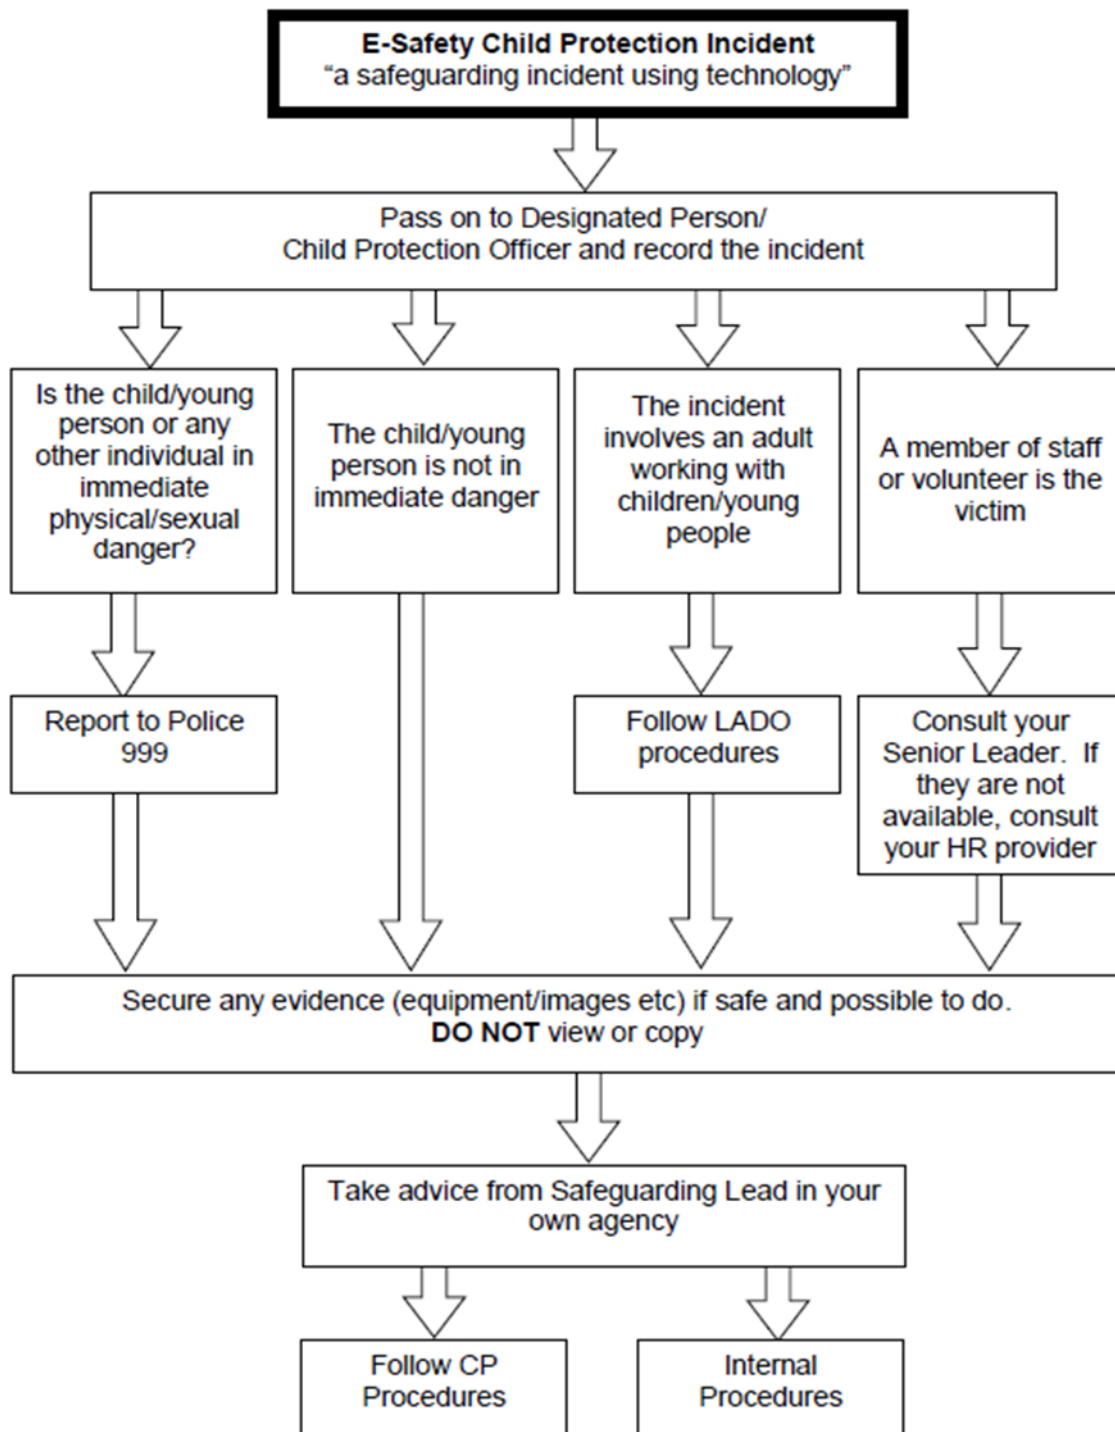 E-Safety Child Protection Incident
“a safeguarding incident using technology”
Pass on to Designated Person/
Child Protection Officer and record the incident
Is the child/young
person or any
other individual in
immediate
physical/sexual
danger?
The child/young
person is not in
immediate danger
The incident
involves an adult
working with
children/young
people
A member of staff
or volunteer is the
victim
Report to Police
999
Follow LADO
procedures
Consult your
Senior Leader.  If
they are not
available, consult
your HR provider
Secure any evidence (equipment/images etc) if safe and possible to do.
DO NOT view or copy
Take advice from Safeguarding Lead in your
own agency
Follow CP
Procedures
Internal
Procedures